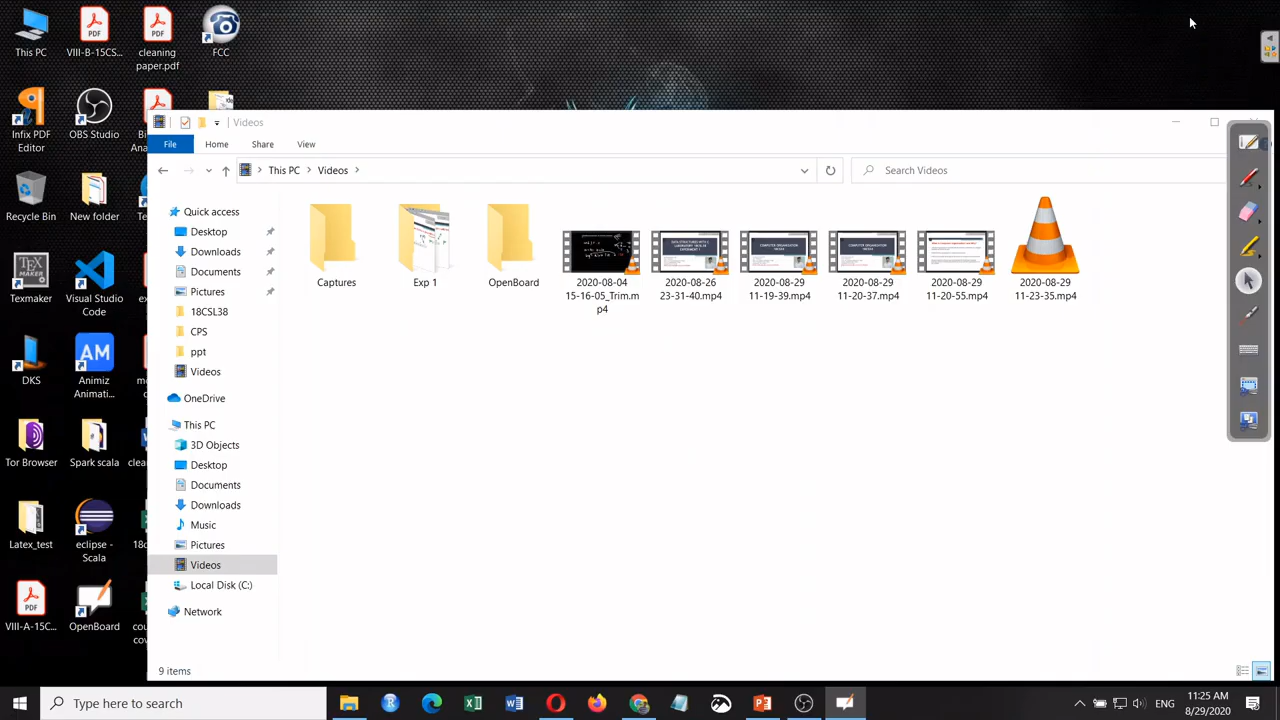 This PC
VIII-B-15CS...
cleaning
paper.pdf
FCC
Infix PDF
Editor
OBS Studio
Recycle Bin
New folder
Texmaker
Visual Studio
Code
DKS
Animiz
Animati...
Tor Browser
Spark scala
Latex_test
eclipse -
Scala
VIII-A-15C...
OpenBoard
Videos
File
Home
Share
View
This PC
Videos
Search Videos
Quick access
Desktop
Downloads
Documents
Pictures
18CSL38
CPS
ppt
Videos
OneDrive
This PC
3D Objects
Desktop
Documents
Downloads
Music
Pictures
Videos
Local Disk (C:)
Network
Captures
Exp 1
OpenBoard
2020-08-04
15-16-05_Trim.m
p4
2020-08-26
23-31-40.mp4
2020-08-29
11-19-39.mp4
2020-08-29
11-20-37.mp4
2020-08-29
11-20-55.mp4
2020-08-29
11-23-35.mp4
9 items
Type here to search
ENG
11:25 AM
8/29/2020